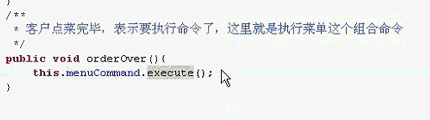 }
/**
* 客户点菜完毕，表示要执行命令了，这里就是执行菜单这个组合命令
*/
public void orderOver(){
this.menuCommand.execute();
}